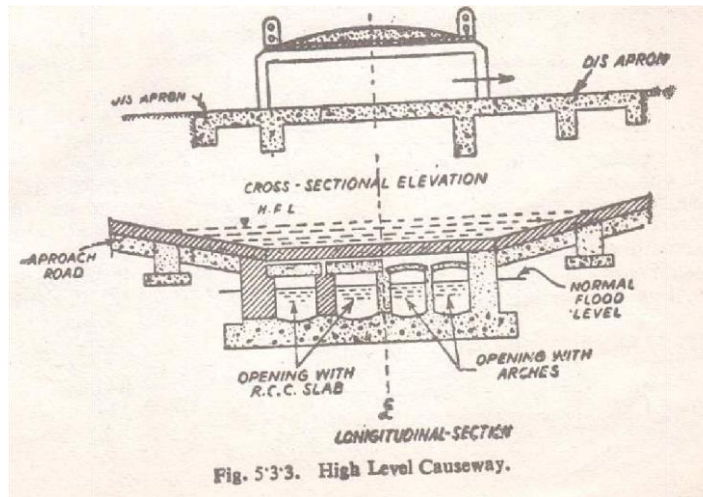 U/S APRON
D/S APRON
CROSS-SECTIONAL ELEVATION
H.F.L
APROACH
ROAD
NORMAL
FLOOD
LEVEL
OPENING WITH
R.C.C. SLAB
OPENING WITH
ARCHES
LONIGITUDINAL-SECTION
Fig. 5·3·3. High Level Causeway.